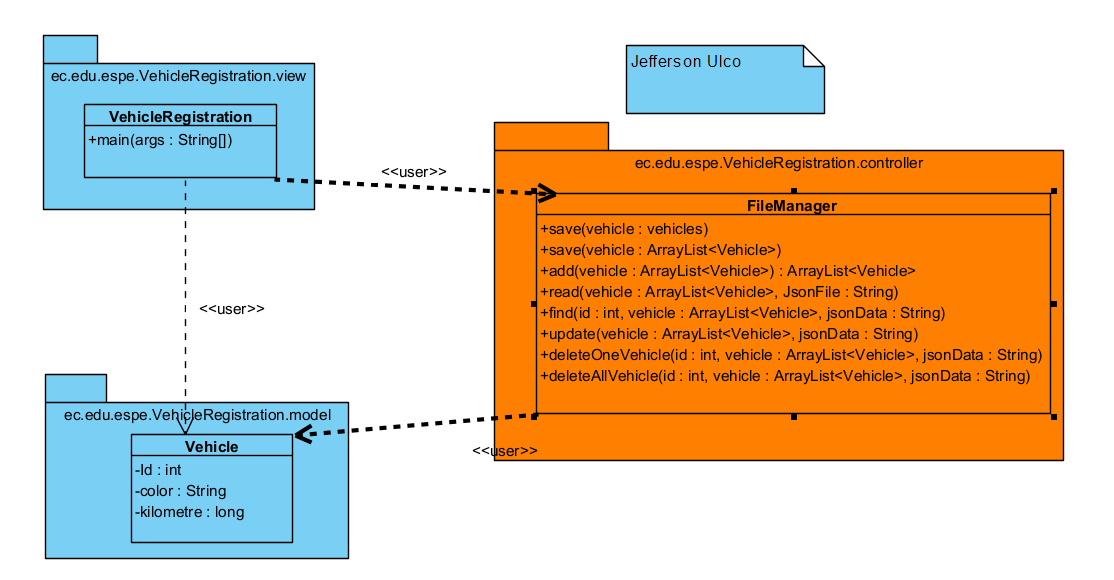 ec.edu.espe.VehicleRegistration.view
VehicleRegistration
+main(args : String[])
<<user>>
Jefferson Ulco
ec.edu.espe.VehicleRegistration.controller
FileManager
+save(vehicle : vehicles)
+save(vehicle : ArrayList<Vehicle>)
+add(vehicle : ArrayList<Vehicle>) : ArrayList<Vehicle>
+read(vehicle : ArrayList<Vehicle>, JsonFile : String)
+find(id : int, vehicle : ArrayList<Vehicle>, jsonData : String)
+update(vehicle : ArrayList<Vehicle>, jsonData : String)
+deleteOneVehicle(id : int, vehicle : ArrayList<Vehicle>, jsonData : String)
+deleteAllVehicle(id : int, vehicle : ArrayList<Vehicle>, jsonData : String)
<<user>>
ec.edu.espe.VehicleRegistration.model
Vehicle
-Id : int
-color : String
-kilometre : long
<<user>>